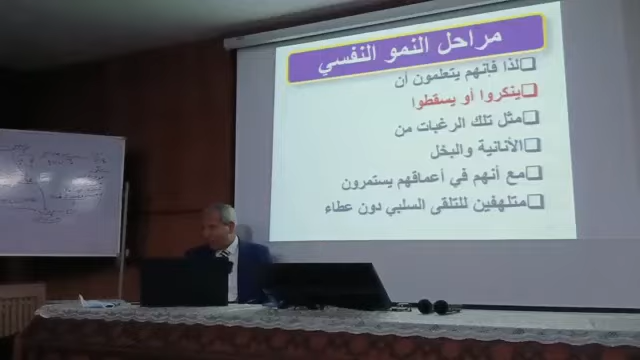 مراحل النمو النفسي
لذا فإنهم يتعلمون أن
ينكروا أو يسقطوا
مثل تلك الرغبات من
الأنانية والبخل
مع أنهم في أعماقهم يستمرون
متلهفين للتلقى السلبي دون عطاء